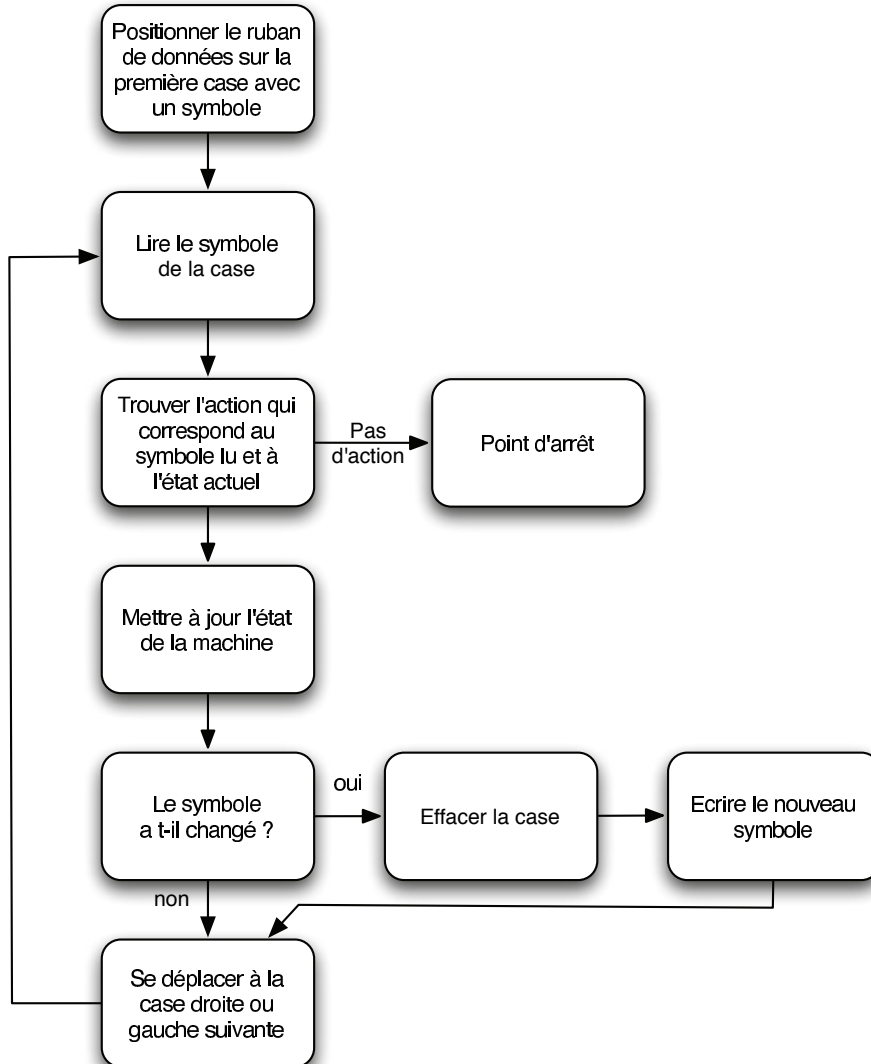 Positionner le ruban
de données sur la
première case avec
un symbole
Lire le symbole
de la case
Trouver l'action qui
correspond au
symbole lu et à
l'état actuel
Pas
d'action
Point d'arrêt
Mettre à jour l'état
de la machine
Le symbole
a t-il changé ?
oui
Effacer la case
Ecrire le nouveau
symbole
non
Se déplacer à la
case droite ou
gauche suivante